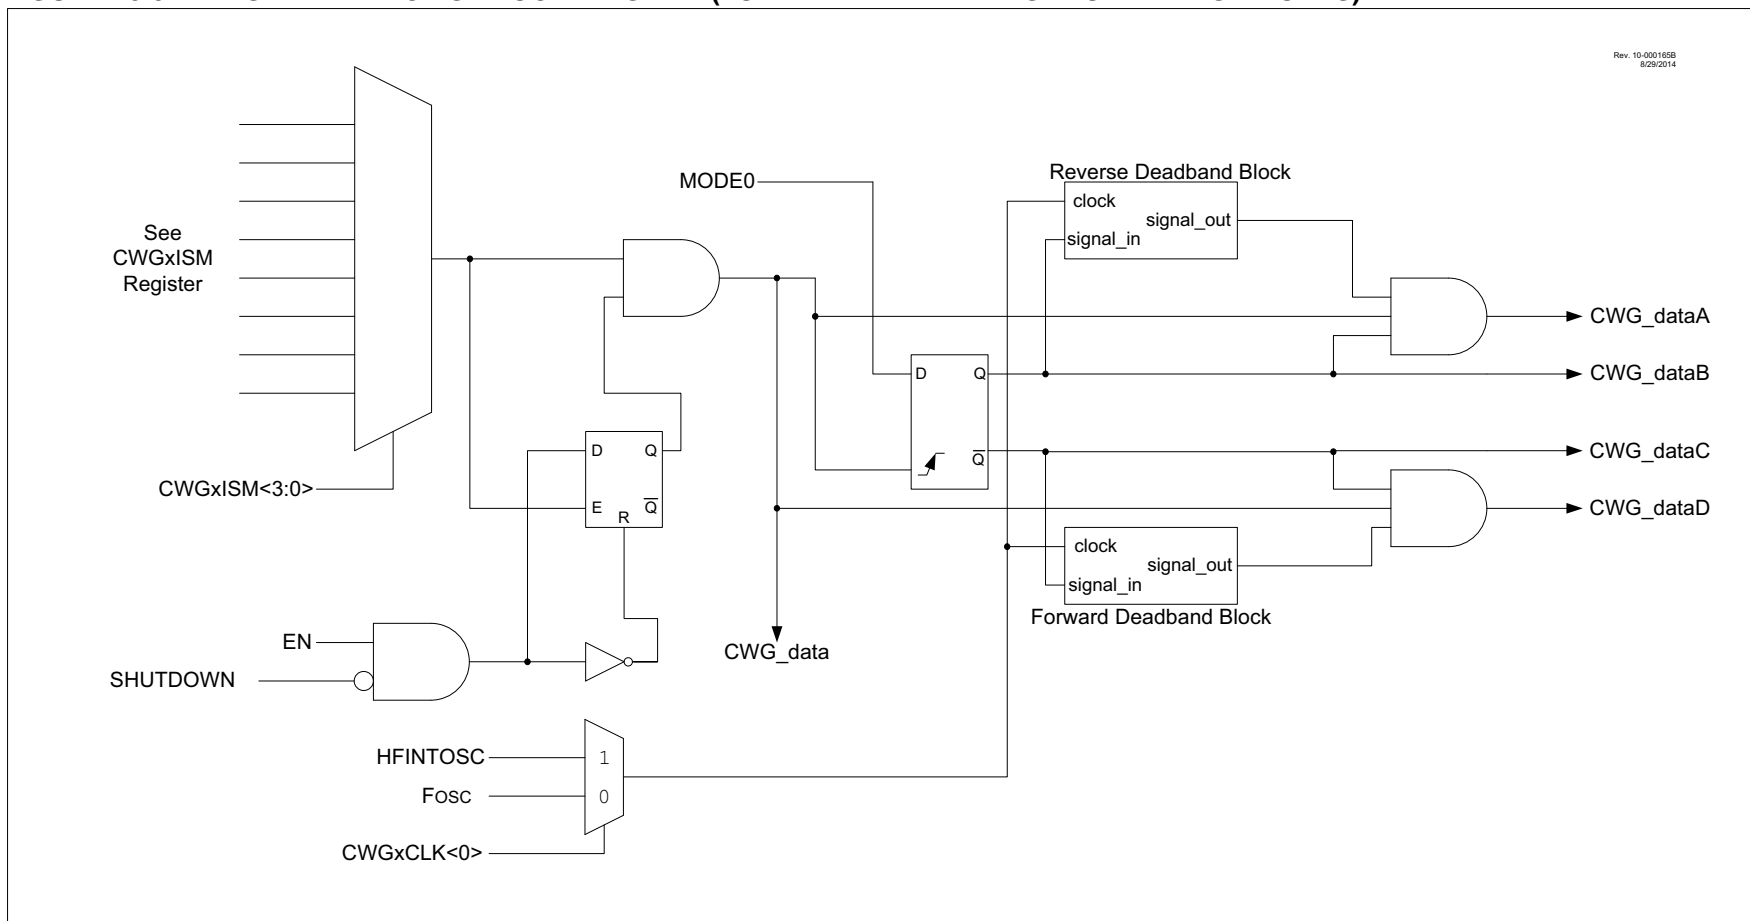 Rev. 10-000165B
8/29/2014
See
CWGxISM
Register
CWGxISM<3:0>
MODE0
Reverse Deadband Block
clock
signal_out
signal_in
CWG_dataA
D
Q
Q
CWG_dataB
CWG_dataC
CWG_dataD
D
Q
E
Q
R
clock
signal_out
signal_in
Forward Deadband Block
EN
SHUTDOWN
CWG_data
HFINTOSC
1
FOSC
0
CWGxCLK<0>